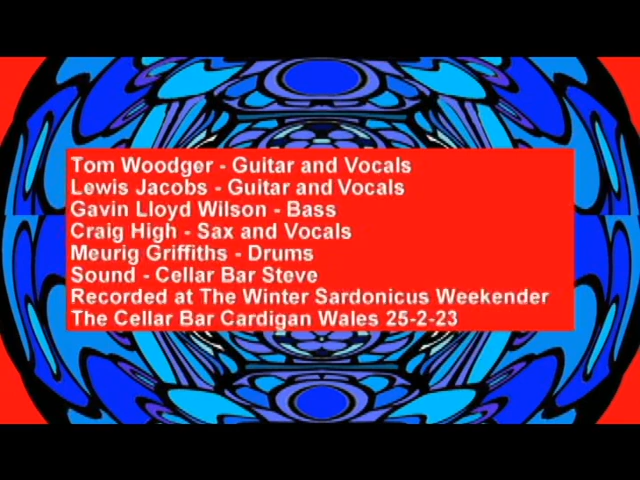 Tom Woodger - Guitar and Vocals
Lewis Jacobs - Guitar and Vocals
Gavin Lloyd Wilson - Bass
Craig High - Sax and Vocals
Meurig Griffiths - Drums
Sound - Cellar Bar Steve
Recorded at The Winter Sardonicus Weekender
The Cellar Bar Cardigan Wales 25-2-23